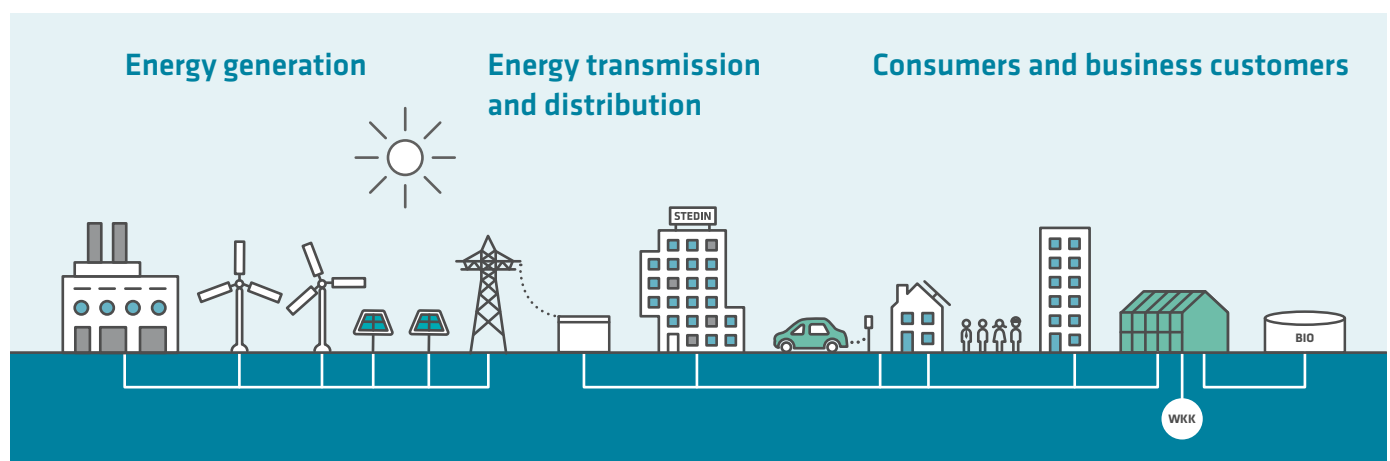 Energy generation
Energy transmission
and distribution
Consumers and business customers
STEDIN
BIO
WKK